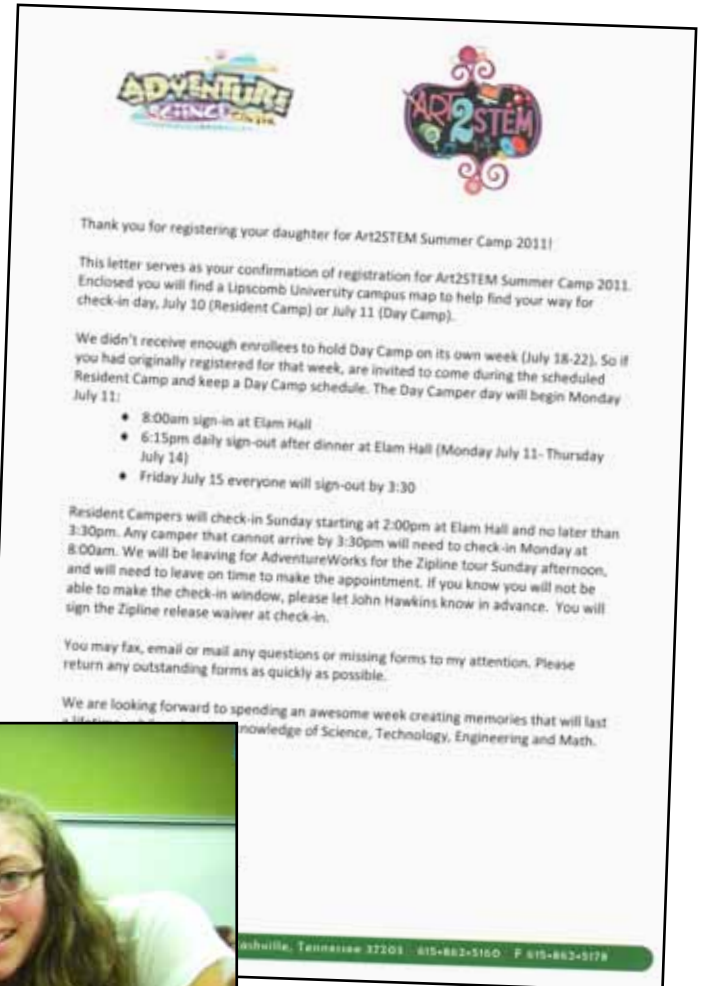 ADVENTURE
SCIENCE CENTER
ART
2STEM
Thank you for registering your daughter for Art2STEM Summer Camp 2011!
This letter serves as your confirmation of registration for Art2STEM Summer Camp 2011.
Enclosed you will find a Lipscomb University campus map to help find your way for
check-in day, July 10 (Resident Camp) or July 11 (Day Camp).
We didn't receive enough enrollees to hold Day Camp on its own week (July 18-22). So if
you had originally registered for that week, are invited to come during the scheduled
Resident Camp and keep a Day Camp schedule. The Day Camper day will begin Monday
July 11:
♦ 8:00am sign-in at Elam Hall
♦ 6:15pm daily sign-out after dinner at Elam Hall (Monday July 11- Thursday
July 14)
♦ Friday July 15 everyone will sign-out by 3:30
Resident Campers will check-in Sunday starting at 2:00pm at Elam Hall and no later than
3:30pm. Any camper that cannot arrive by 3:30pm will need to check-in Monday at
8:00am. We will be leaving for AdventureWorks for the Zipline tour Sunday afternoon,
and will need to leave on time to make the appointment. If you know you will not be
able to make the check-in window, please let John Hawkins know in advance. You will
sign the Zipline release waiver at check-in.
You may fax, email or mail any questions or missing forms to my attention. Please
return any outstanding forms as quickly as possible.
We are looking forward to spending an awesome week creating memories that will last
knowledge of Science, Technology, Engineering and Math.
ashville, Tennessee 37203 615•862•5160 F 615•862•5178